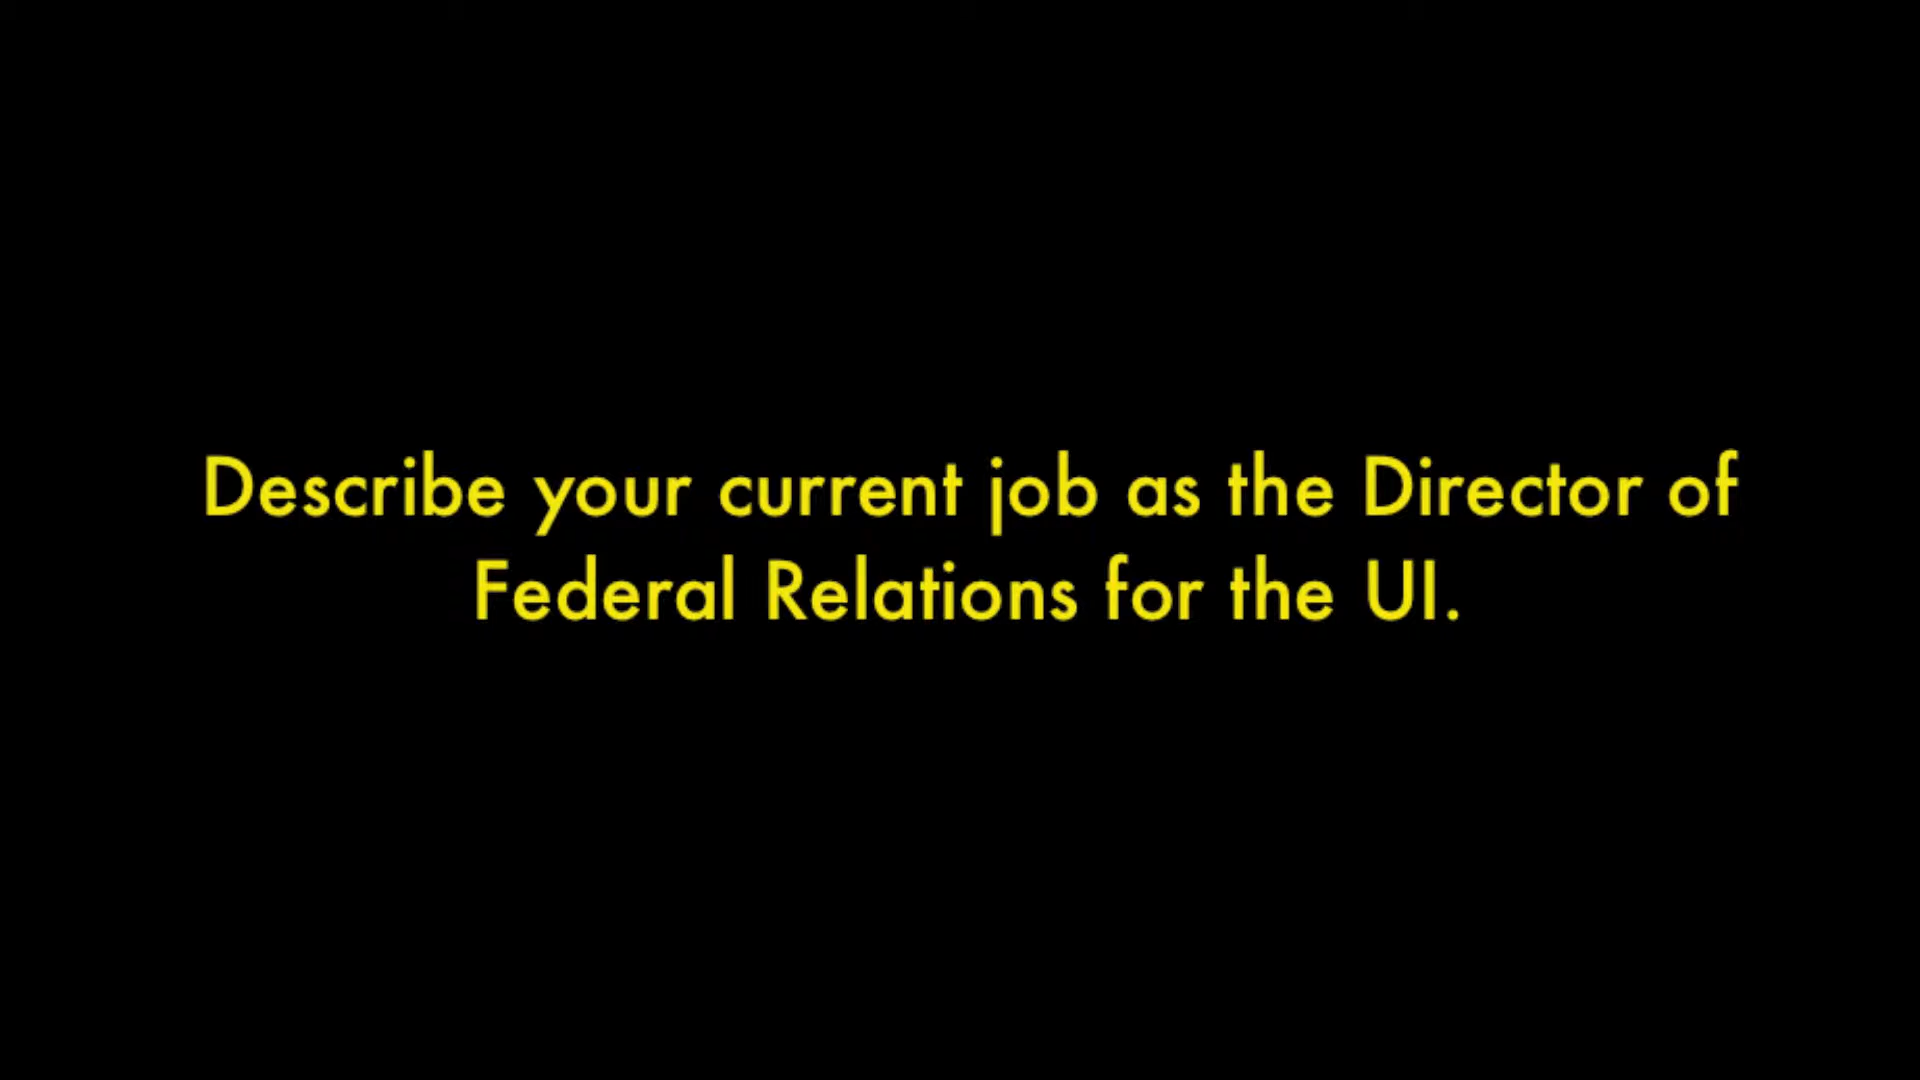 Describe your current job as the Director of
Federal Relations for the UI.